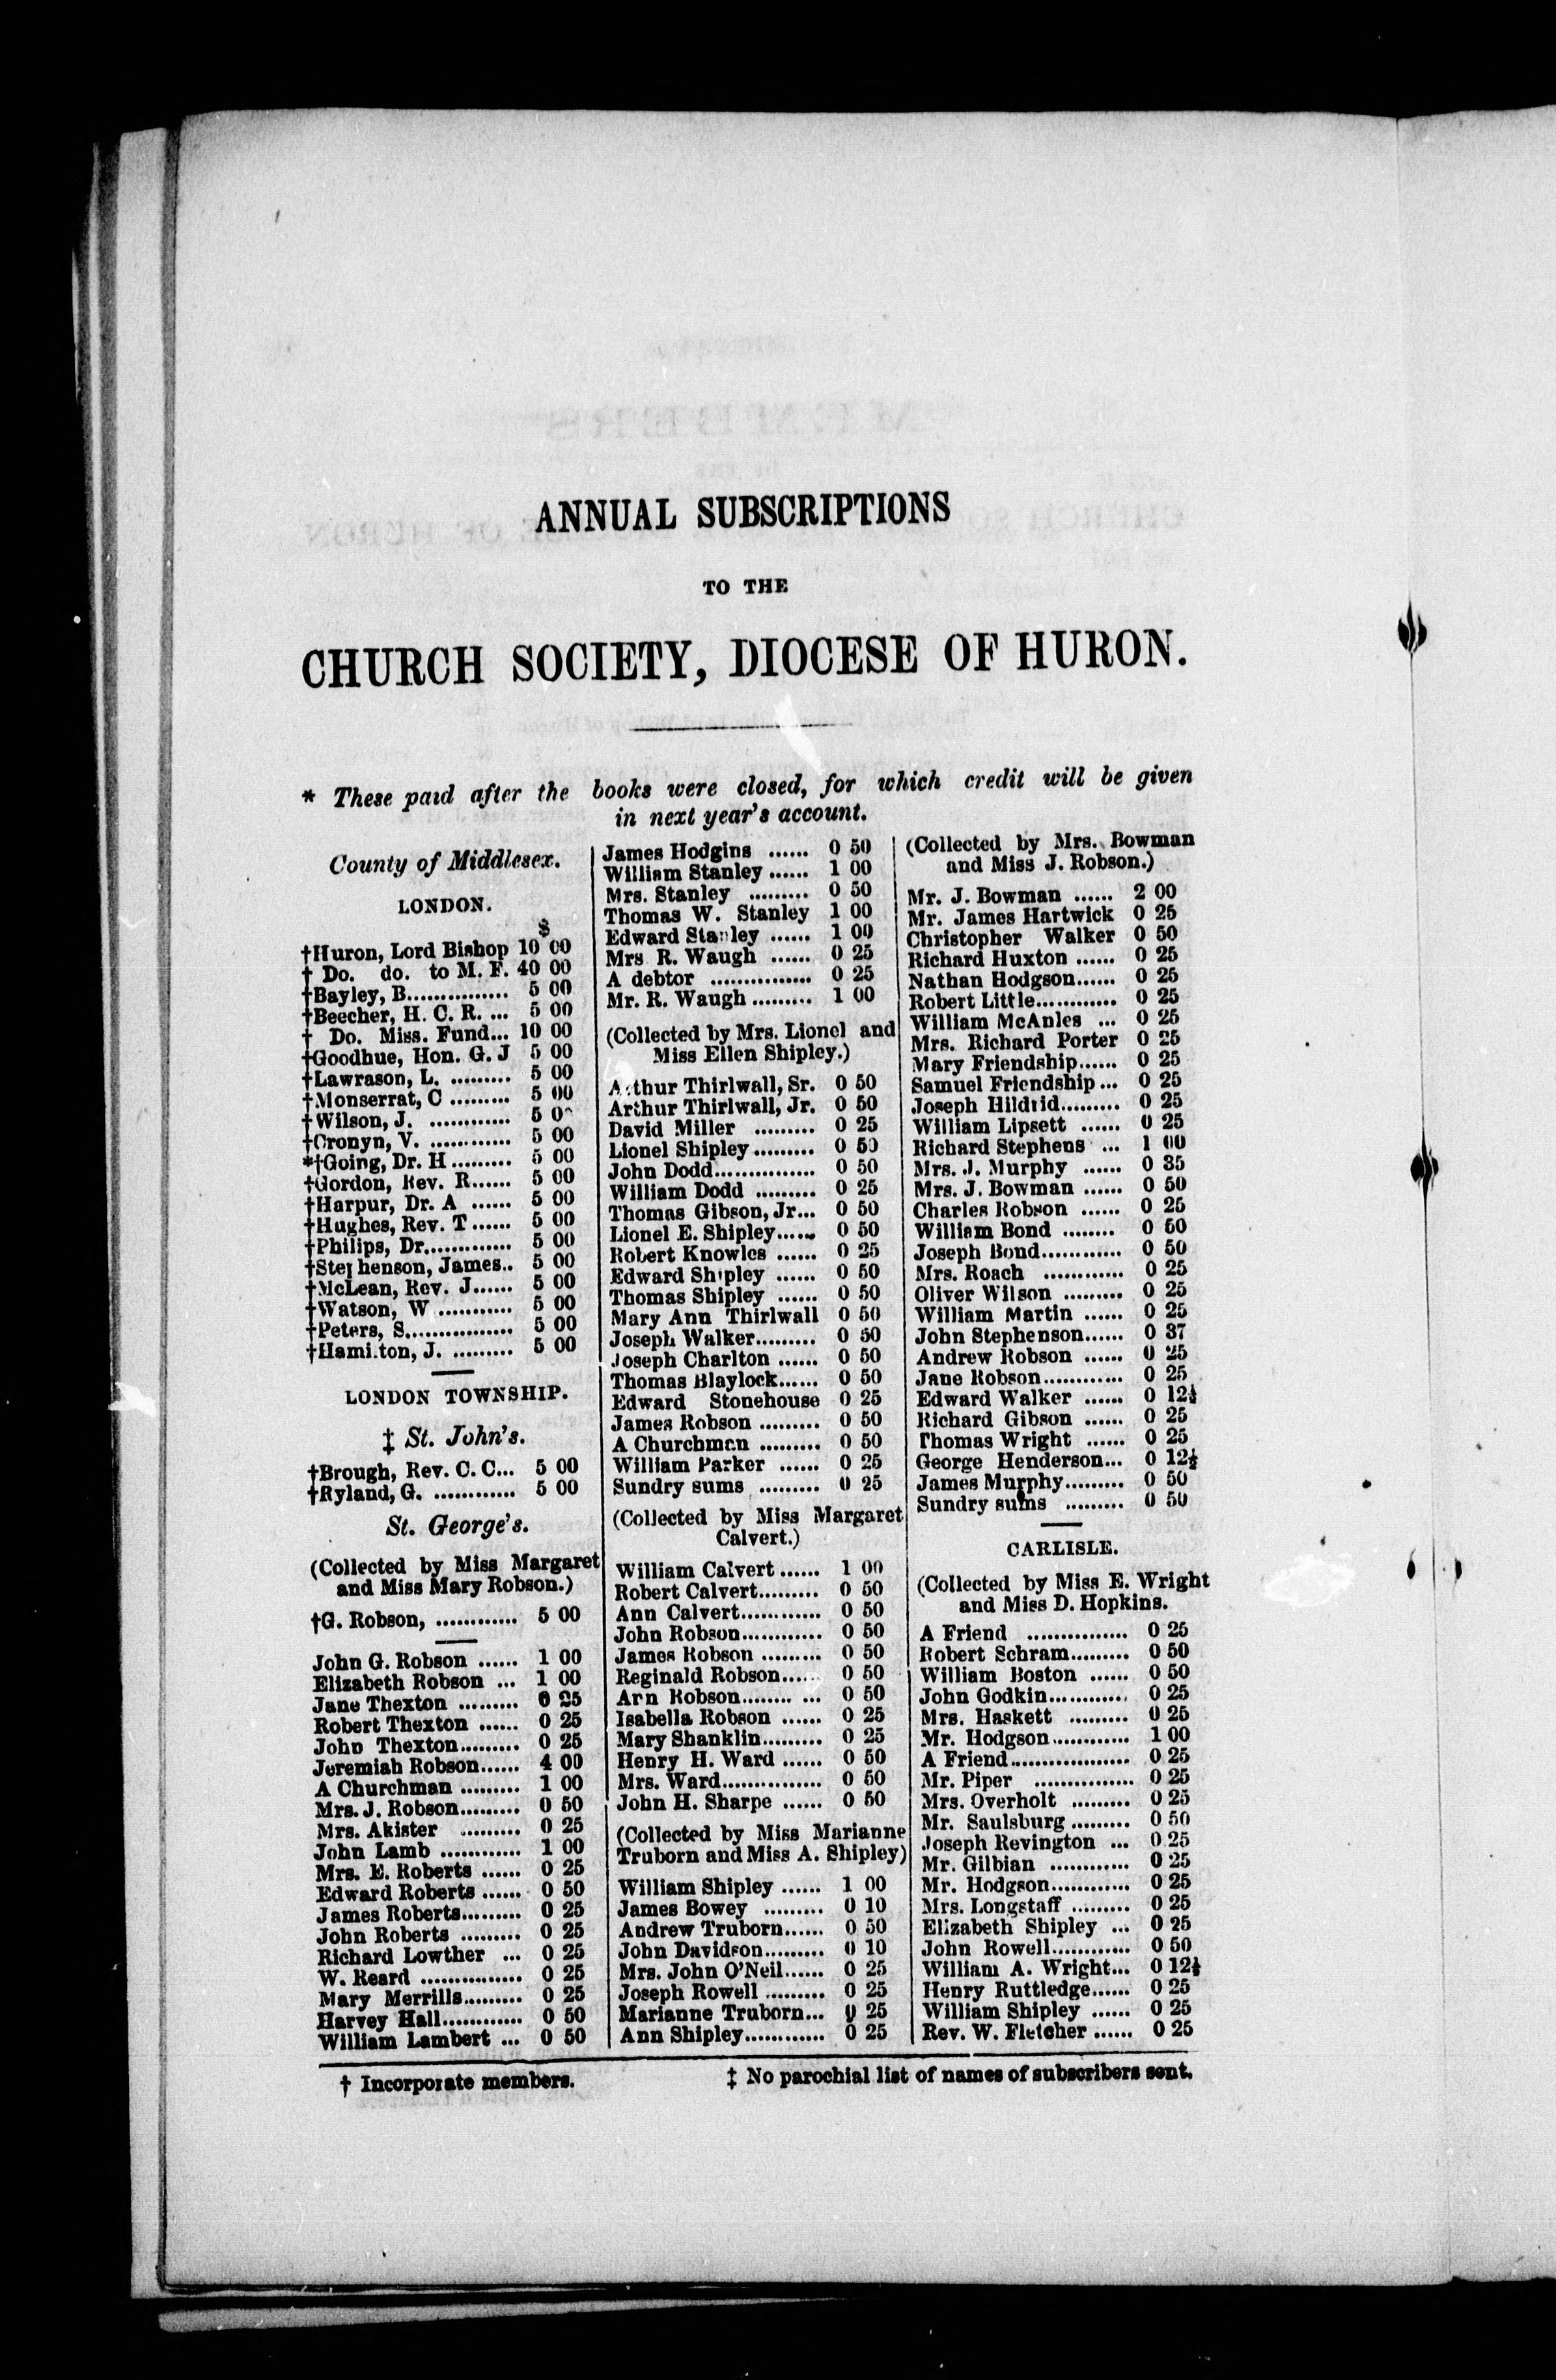 ANNUAL SUBSCRIPTIONS
TO THE
CHURCH SOCIETY, DIOCESE OF HURON.
* These paid after the books were closed, for which credit will be given
in next year's account.
County of Middlesex.
LONDON.
$
†Huron, Lord Bishop 10 00
† Do. do. to M. F. 40 00
†Bayley, B............... 5 00
†Beecher, H. C. R. ... 5 00
† Do. Miss. Fund... 10 00
†Goodhue, Hon. G. J 5 00
†Lawrason, L. ......... 5 00
†Monserrat, C ......... 5 00
†Wilson, J. ............ 5 0
†Cronyn, V. ............ 5 00
*†Going, Dr. H ......... 5 00
†Gordon, Rev. R...... 5 00
†Harpur, Dr. A ...... 5 00
†Hughes, Rev. T ...... 5 00
†Philips, Dr............. 5 00
†Stephenson, James.. 5 00
†McLean, Rev. J...... 5 00
†Watson, W ........... 5 00
†Peters, S................ 5 00
†Hamilton, J. ......... 5 00
LONDON TOWNSHIP.
‡ St. John's.
†Brough, Rev. C. C... 5 00
†Ryland, G. ............ 5 00
St. George's.
(Collected by Miss Margaret
and Miss Mary Robson.)
†G. Robson, ............ 5 00
John G. Robson ...... 1 00
Elizabeth Robson ... 1 00
Jane Thexton ......... 0 25
Robert Thexton ...... 0 25
John Thexton......... 0 25
Jeremiah Robson...... 4 00
A Churchman ......... 1 00
Mrs. J. Robson......... 0 50
Mrs. Akister ......... 0 25
John Lamb ............ 1 00
Mrs. E. Roberts ...... 0 25
Edward Roberts ...... 0 50
James Roberts......... 0 25
John Roberts ......... 0 25
Richard Lowther ... 0 25
W. Reard ............... 0 25
Mary Merrills......... 0 25
Harvey Hall............ 0 50
William Lambert ... 0 50
James Hodgins ...... 0 50
William Stanley ...... 1 00
Mrs. Stanley ......... 0 50
Thomas W. Stanley 1 00
Edward Stanley ...... 1 00
Mrs R. Waugh ...... 0 25
A debtor ............... 0 25
Mr. R. Waugh ......... 1 00
(Collected by Mrs. Lionel and
Miss Ellen Shipley.)
Arthur Thirlwall, Sr. 0 50
Arthur Thirlwall, Jr. 0 50
David Miller ......... 0 25
Lionel Shipley ......... 0 50
John Dodd............... 0 50
William Dodd ......... 0 25
Thomas Gibson, Jr... 0 50
Lionel E. Shipley...... 0 50
Robert Knowles ...... 0 25
Edward Shipley ...... 0 50
Thomas Shipley ...... 0 50
Mary Ann Thirlwall 0 50
Joseph Walker......... 0 50
Joseph Charlton ...... 0 50
Thomas Blaylock...... 0 50
Edward Stonehouse 0 25
James Robson ......... 0 50
A Churchman ......... 0 50
William Parker ...... 0 25
Sundry sums ......... 0 25
(Collected by Miss Margaret
Calvert.)
William Calvert ...... 1 00
Robert Calvert......... 0 50
Ann Calvert............ 0 50
John Robson............ 0 50
James Robson ......... 0 50
Reginald Robson...... 0 50
Arn Robson........ ... 0 50
Isabella Robson ...... 0 25
Mary Shanklin......... 0 25
Henry H. Ward ...... 0 50
Mrs. Ward............... 0 50
John H. Sharpe ...... 0 50
(Collected by Miss Marianne
Truborn and Miss A. Shipley)
William Shipley ...... 1 00
James Bowey ......... 0 10
Andrew Truborn...... 0 50
John Davidson......... 0 10
Mrs. John O'Neil...... 0 25
Joseph Rowell ......... 0 25
Marianne Truborn... 0 25
Ann Shipley............ 0 25
(Collected by Mrs. Bowman
and Miss J. Robson.)
Mr. J. Bowman ...... 2 00
Mr. James Hartwick 0 25
Christopher Walker 0 50
Richard Huxton ...... 0 25
Nathan Hodgson...... 0 25
Robert Little............ 0 25
William McAnles ... 0 25
Mrs. Richard Porter 0 25
Mary Friendship...... 0 25
Samuel Friendship... 0 25
Joseph Hildrid......... 0 25
William Lipsett ...... 0 25
Richard Stephens ... 1 00
Mrs. J. Murphy ...... 0 35
Mrs. J. Bowman ...... 0 50
Charles Robson ...... 0 25
William Bond ........ 0 50
Joseph Bond............ 0 50
Mrs. Roach ............ 0 25
Oliver Wilson ......... 0 25
William Martin ...... 0 25
John Stephenson...... 0 37
Andrew Robson ...... 0 25
Jane Robson............ 0 25
Edward Walker ...... 0 12½
Richard Gibson ...... 0 25
Thomas Wright ...... 0 25
George Henderson... 0 12½
James Murphy......... 0 50
Sundry sums ......... 0 50
CARLISLE.
(Collected by Miss E. Wright
and Miss D. Hopkins.
A Friend ............... 0 25
Robert Schram......... 0 50
William Boston ...... 0 50
John Godkin............ 0 25
Mrs. Haskett ......... 0 25
Mr. Hodgson............ 1 00
A Friend.................. 0 25
Mr. Piper ............... 0 25
Mrs. Overholt ......... 0 25
Mr. Saulsburg ......... 0 50
Joseph Revington ... 0 25
Mr. Gilbian ............ 0 25
Mr. Hodgson............ 0 25
Mrs. Longstaff ......... 0 25
Elizabeth Shipley ... 0 25
John Rowell............ 0 50
William A. Wright... 0 12½
Henry Ruttledge...... 0 25
William Shipley ...... 0 25
Rev. W. Fletcher ...... 0 25
† Incorporate members.
‡ No parochial list of names of subscribers sent.